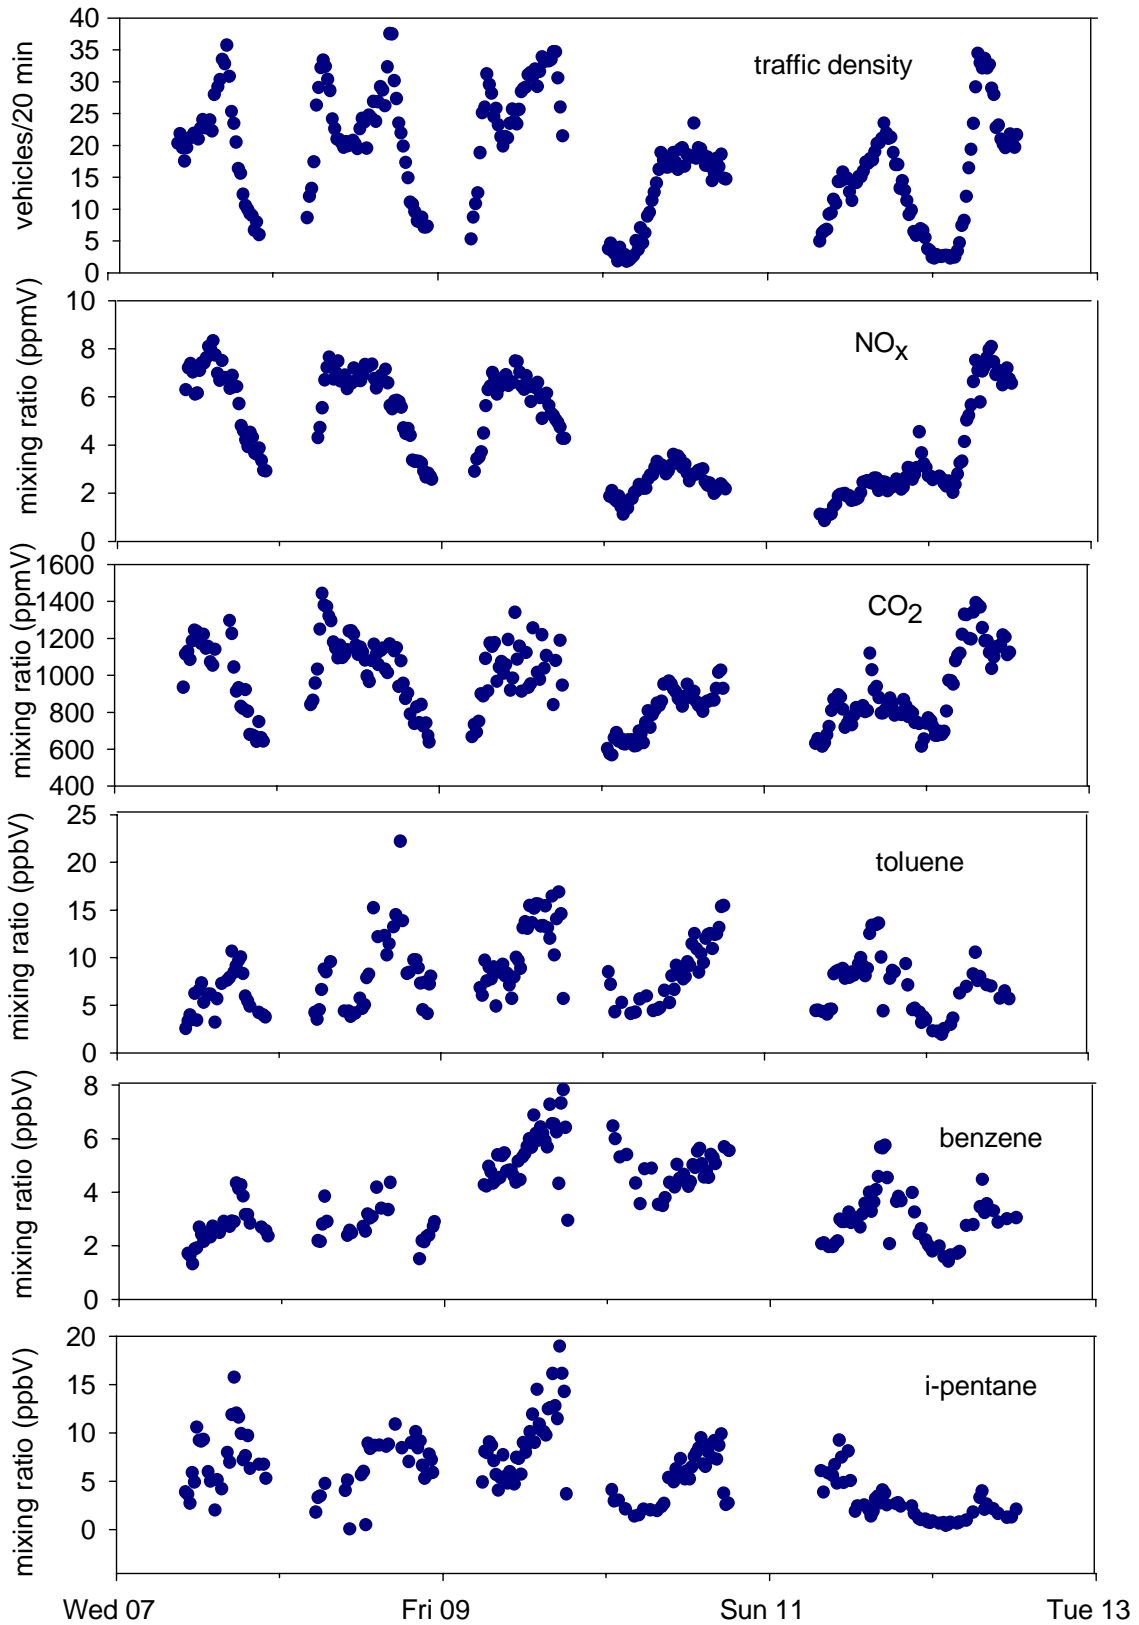 vehicles/20 min
40
35
30
25
20
15
10
5
0
traffic density
mixing ratio (ppmV)
10
8
6
4
2
0
NOx
mixing ratio (ppmV)
1600
1400
1200
1000
800
600
400
CO2
mixing ratio (ppbV)
25
20
15
10
5
0
toluene
mixing ratio (ppbV)
8
6
4
2
0
benzene
mixing ratio (ppbV)
20
15
10
5
0
i-pentane
Wed 07 Fri 09 Sun 11 Tue 13